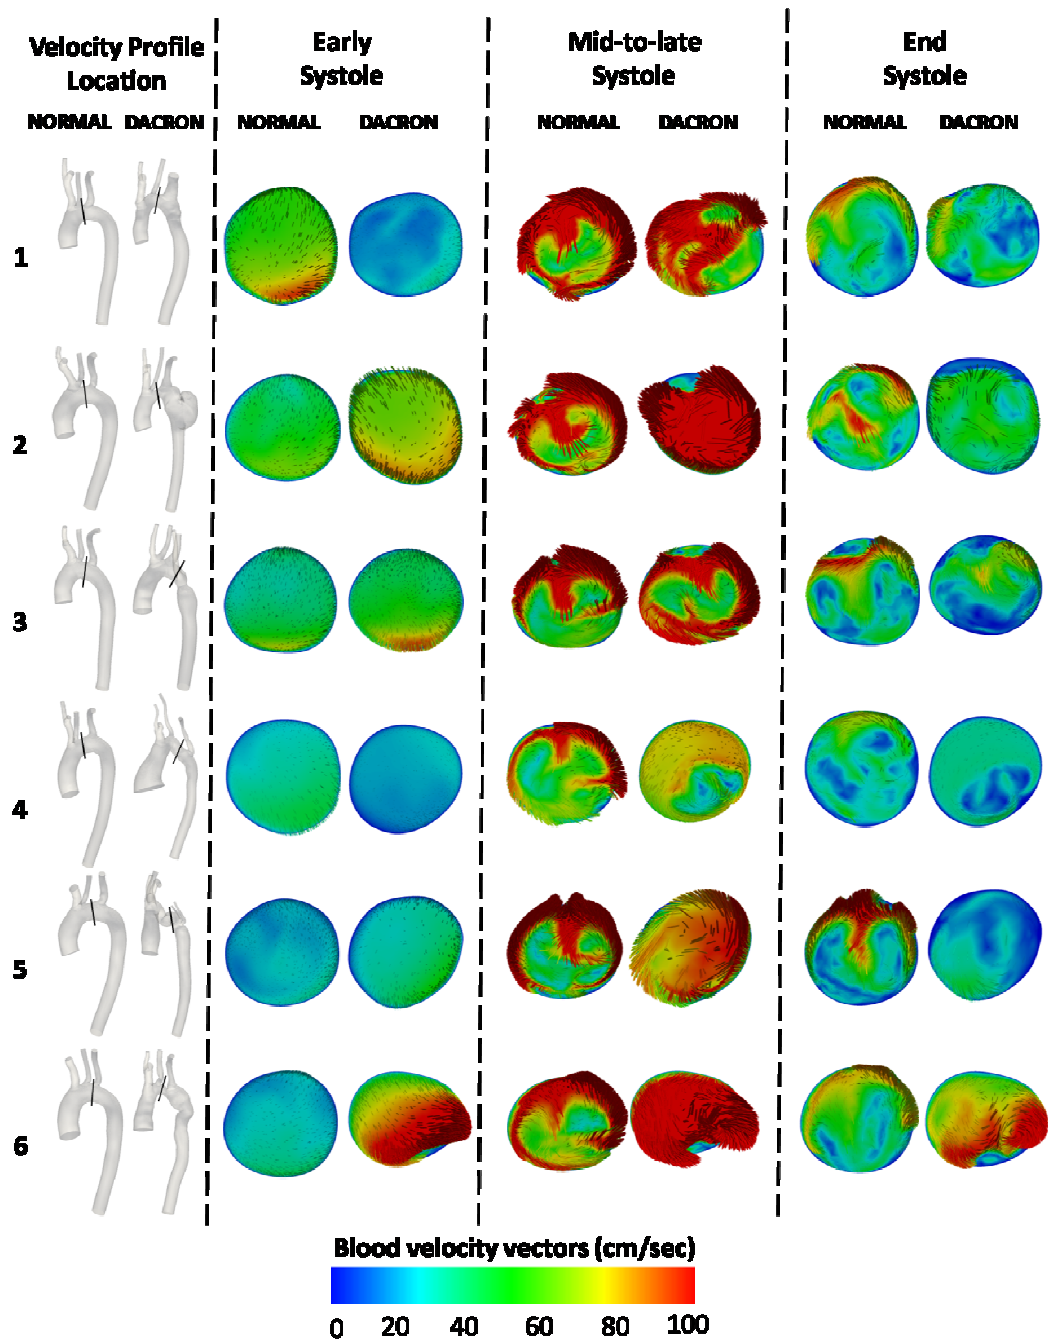 Velocity Profile
Location
Early
Systole
Mid-to-late
Systole
End
Systole
NORMAL DACRON NORMAL DACRON NORMAL DACRON NORMAL DACRON
1
2
3
4
5
6
Blood velocity vectors (cm/sec)
0 20 40 60 80 100